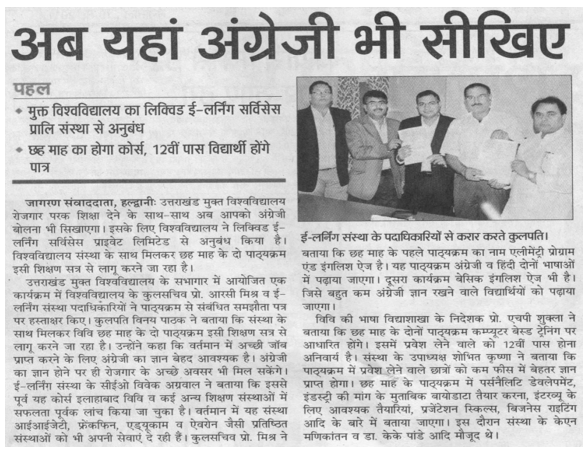 अब यहां अंग्रेजी भी सीखिए
पहल
मुक्त विश्वविद्यालय का लिक्विड ई-लर्निंग सर्विसेस
प्रालि संस्था से अनुबंध
छह माह का होगा कोर्स, 12वीं पास विद्यार्थी होंगे
पात्र
जागरण संवाददाता, हल्द्वानी: उत्तराखंड मुक्त विश्वविद्यालय
रोजगार परक शिक्षा देने के साथ-साथ अब आपको अंग्रेजी
बोलना भी सिखाएगा। इसके लिए विश्वविद्यालय ने लिक्विड ई-
लर्निंग सर्विसेस प्राइवेट लिमिटेड से अनुबंध किया है।
विश्वविद्यालय संस्था के साथ मिलकर छह माह के दो पाठ्यक्रम
इसी शिक्षण सत्र से लागू करने जा रहा है।
उत्तराखंड मुक्त विश्वविद्यालय के सभागार में आयोजित एक
कार्यक्रम में विश्वविद्यालय के कुलसचिव प्रो. आरसी मिश्र व ई-
लर्निंग संस्था पदाधिकारियों ने पाठ्यक्रम से संबंधित समझौता पत्र
पर हस्ताक्षर किए। कुलपति विनय पाठक ने बताया कि संस्था के
साथ मिलकर विवि छह माह के दो पाठ्यक्रम इसी शिक्षण सत्र से
लागू करने जा रहा है। उन्होंने कहा कि वर्तमान में अच्छी जॉब
प्राप्त करने के लिए अंग्रेजी का ज्ञान बेहद आवश्यक है। अंग्रेजी
का ज्ञान होने पर ही रोजगार के अच्छे अवसर भी मिल सकेंगे।
ई-लर्निंग संस्था के सीईओ विवेक अग्रवाल ने बताया कि इससे
पूर्व यह कोर्स इलाहाबाद विवि व कई अन्य शिक्षण संस्थाओं में
सफलता पूर्वक लांच किया जा चुका है। वर्तमान में यह संस्था
आईआईजेटी, फ्रेंकफिन, एड्यूकाम व ऐवरोन जैसी प्रतिष्ठित
संस्थाओं को भी अपनी सेवाएं दे रही है। कुलसचिव प्रो. मिश्र ने
ई-लर्निंग संस्था के पदाधिकारियों से करार करते कुलपति।
बताया कि छह माह के पहले पाठ्यक्रम का नाम एलीमेंट्री प्रोग्राम
एंड इंगलिश ऐज है। यह पाठ्यक्रम अंग्रेजी व हिंदी दोनों भाषाओं
में पढ़ाया जाएगा। दूसरा कार्यक्रम बेसिक इंगलिश ऐज भी है।
जिसे बहुत कम अंग्रेजी ज्ञान रखने वाले विद्यार्थियों को पढ़ाया
जाएगा।
विवि की भाषा विद्याशाखा के निदेशक प्रो. एचपी शुक्ला ने
बताया कि छह माह के दोनों पाठ्यक्रम कम्प्यूटर बेस्ड ट्रेनिंग पर
आधारित होंगे। इसमें प्रवेश लेने वाले को 12वीं पास होना
अनिवार्य है। संस्था के उपाध्यक्ष शोभित कृष्णा ने बताया कि
पाठ्यक्रम में प्रवेश लेने वाले छात्रों को कम फीस में बेहतर ज्ञान
प्राप्त होगा। छह माह के पाठ्यक्रम में पर्सनैलिटि डेवलपमेंट,
इंडस्ट्री की मांग के मुताबिक बायोडाटा तैयार करना, इंटरव्यू के
लिए आवश्यक तैयारियां, प्रजेंटेशन स्किल्स, बिजनेस राइटिंग
आदि के बारे में बताया जाएगा। इस दौरान संस्था के केएन
मणिकांतन व डा. केके पांडे आदि मौजूद थे।